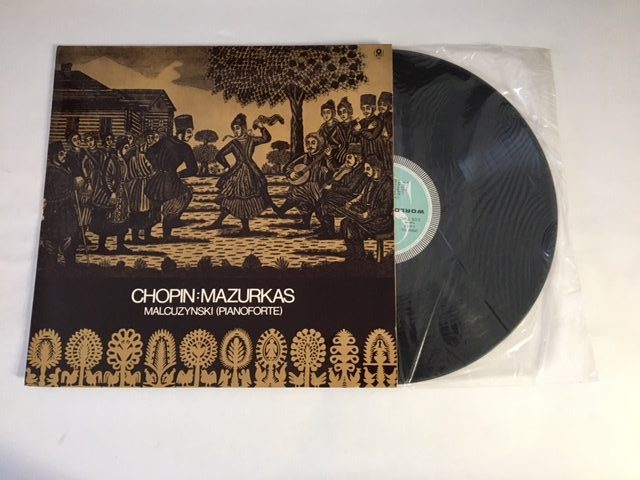 CHOPIN:MAZURKAS
MALCUZYNSKI (PIANOFORTE)
WORLD